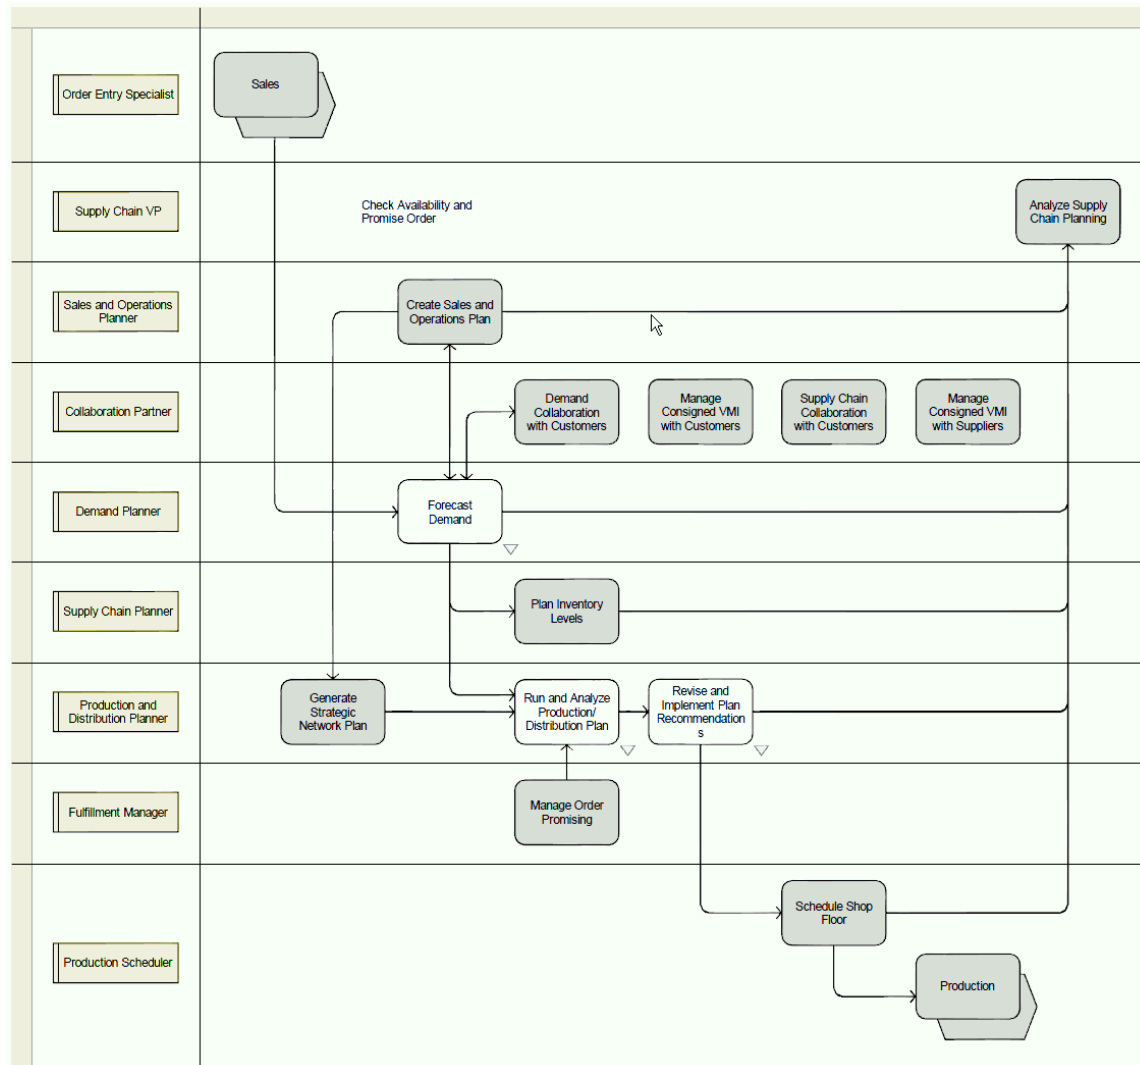 Order Entry Specialist
Sales
Supply Chain VP
Check Availability and
Promise Order
Analyze Supply
Chain Planning
Sales and Operations
Planner
Create Sales and
Operations Plan
Collaboration Partner
Demand
Collaboration
with Customers
Manage
Consigned VMI
with Customers
Supply Chain
Collaboration
with Customers
Manage
Consigned VMI
with Suppliers
Demand Planner
Forecast
Demand
Supply Chain Planner
Plan Inventory
Levels
Production and
Distribution Planner
Generate
Strategic
Network Plan
Run and Analyze
Production/
Distribution Plan
Revise and
Implement Plan
Recommendation
s
Fulfillment Manager
Manage Order
Promising
Production Scheduler
Schedule Shop
Floor
Production